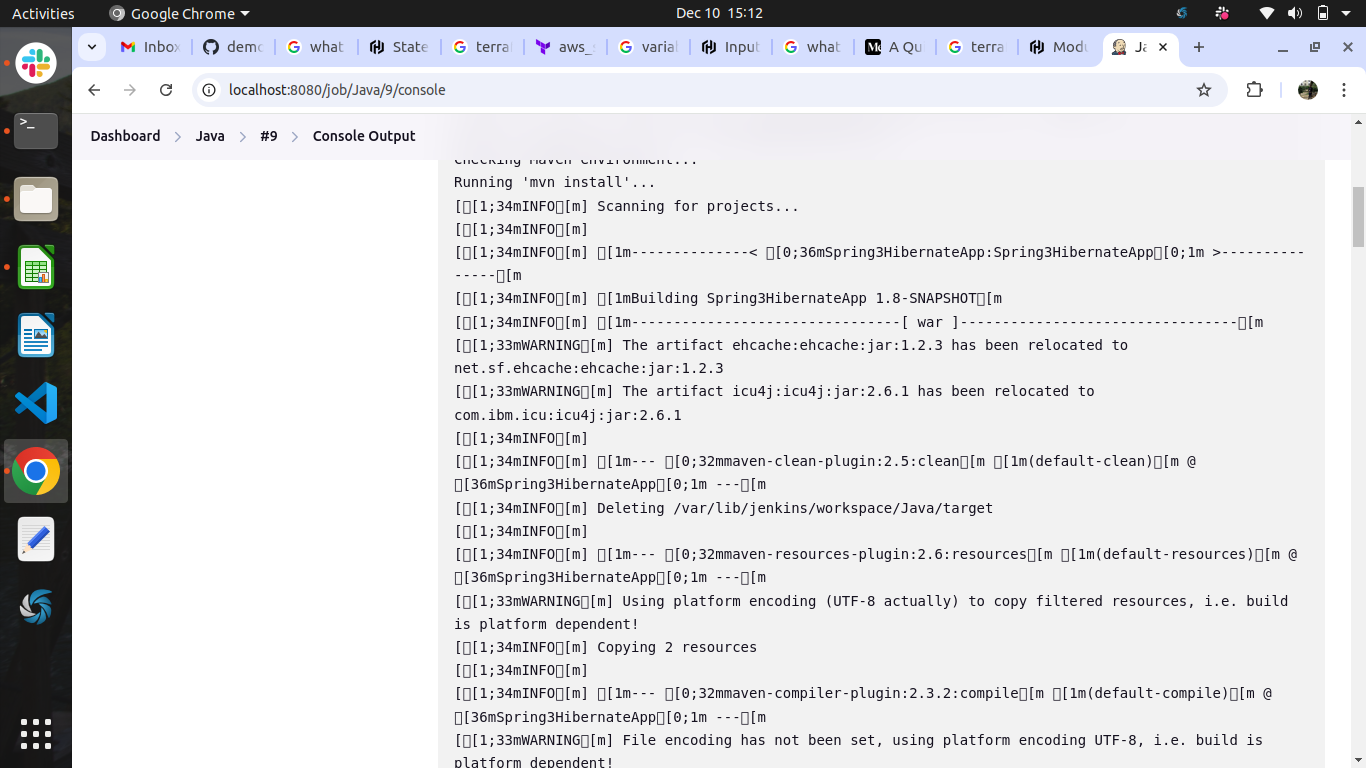 Activities
Google Chrome
Dec 10 15:12
Inbox
demo
what
State
terra
aws_
varia
Input
what
A Qu
terra
Modu
Ja
localhost:8080/job/Java/9/console
Dashboard
Java
#9
Console Output
Checking Maven Environment...
Running 'mvn install'...
[[1;34mINFO[m] Scanning for projects...
[[1;34mINFO[m]
[[1;34mINFO[m] [1m--------------< [0;36mSpring3HibernateApp:Spring3HibernateApp[0;1m >----------
-----[m
[[1;34mINFO[m] [1mBuilding Spring3HibernateApp 1.8-SNAPSHOT[m
[[1;34mINFO[m] [1m--------------------------------[ war ]---------------------------------[m
[[1;33mWARNING[m] The artifact ehcache:ehcache:jar:1.2.3 has been relocated to
net.sf.ehcache:ehcache:jar:1.2.3
[[1;33mWARNING[m] The artifact icu4j:icu4j:jar:2.6.1 has been relocated to
com.ibm.icu:icu4j:jar:2.6.1
[[1;34mINFO[m]
[[1;34mINFO[m] [1m--- [0;32mmaven-clean-plugin:2.5:clean[m [1m(default-clean)[m @
[36mSpring3HibernateApp[0;1m ---[m
[[1;34mINFO[m] Deleting /var/lib/jenkins/workspace/Java/target
[[1;34mINFO[m]
[[1;34mINFO[m] [1m--- [0;32mmaven-resources-plugin:2.6:resources[m [1m(default-resources)[m @
[36mSpring3HibernateApp[0;1m ---[m
[[1;33mWARNING[m] Using platform encoding (UTF-8 actually) to copy filtered resources, i.e. build
is platform dependent!
[[1;34mINFO[m] Copying 2 resources
[[1;34mINFO[m]
[[1;34mINFO[m] [1m--- [0;32mmaven-compiler-plugin:2.3.2:compile[m [1m(default-compile)[m @
[36mSpring3HibernateApp[0;1m ---[m
[[1;33mWARNING[m] File encoding has not been set, using platform encoding UTF-8, i.e. build is
platform dependent!